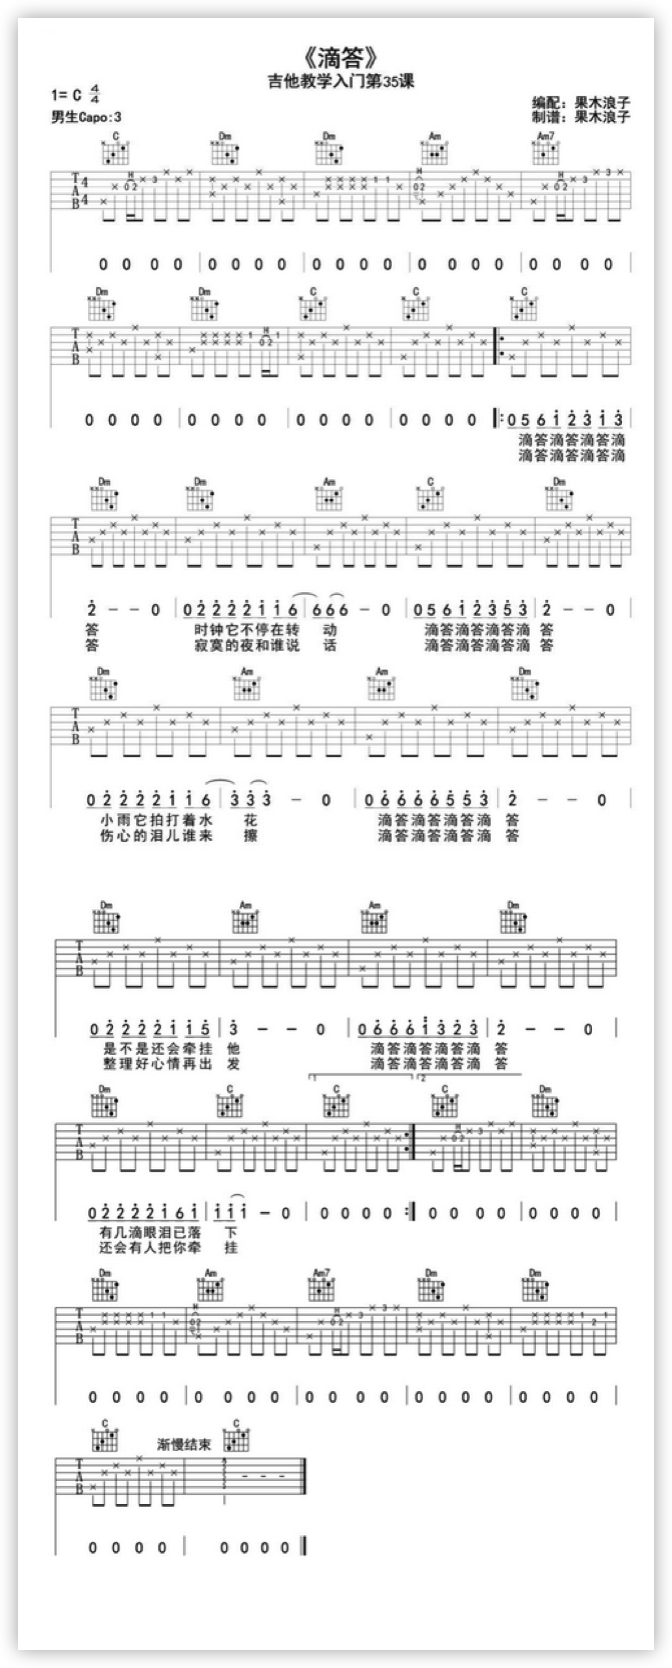 《滴答》
吉他教学入门第35课
1= C 4/4
编配：果木浪子
男生Capo:3
制谱：果木浪子
C Dm Dm Am Am7
0 0 0 0 0 0 0 0 0 0 0 0 0 0 0 0 0 0 0 0
Dm Dm C C C
0 0 0 0 0 0 0 0 0 0 0 0 0 0 0 0 0 5 6 1 2 3 1 3
滴答滴答滴答滴
滴答滴答滴答滴
Dm Dm Am C Dm
2 - - 0 0 2 2 2 2 1 1 6 6 6 6 - 0 0 5 6 1 2 3 5 3 2 - - 0
答 时钟它不停在转 动 滴答滴答滴答滴 答
答 寂寞的夜和谁说 话 滴答滴答滴答滴 答
Dm Am Am Dm
0 2 2 2 2 1 1 6 3 3 3 - 0 0 6 6 6 6 5 5 3 2 - - 0
小雨它拍打着水 花 滴答滴答滴答滴 答
伤心的泪儿谁来 擦 滴答滴答滴答滴 答
Dm Am Am Dm
0 2 2 2 2 1 1 5 3 - - 0 0 6 6 6 1 3 2 3 2 - - 0
是不是还会牵挂 他 滴答滴答滴答滴 答
整理好心情再出 发 滴答滴答滴答滴 答
1 2
Dm C C C Dm
0 2 2 2 2 1 6 1 1 1 1 - 0 0 0 0 0 0 0 0 0 0 0 0 0
有几滴眼泪已落 下
还会有人把你牵 挂
Dm Am Am7 Dm Dm
0 0 0 0 0 0 0 0 0 0 0 0 0 0 0 0 0 0 0 0
C 渐慢结束 C
0 0 0 0 0 0 0 0